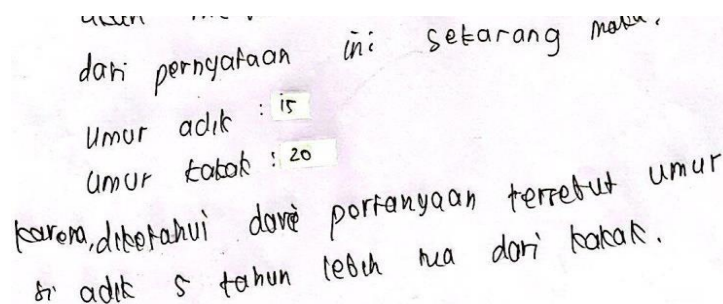 dari pernyataan ini sekarang maka,
umur adik : 15
umur kakak : 20
karena, diketahui dari pertanyaan tersebut umur
si adik 5 tahun lebih tua dari kakak.